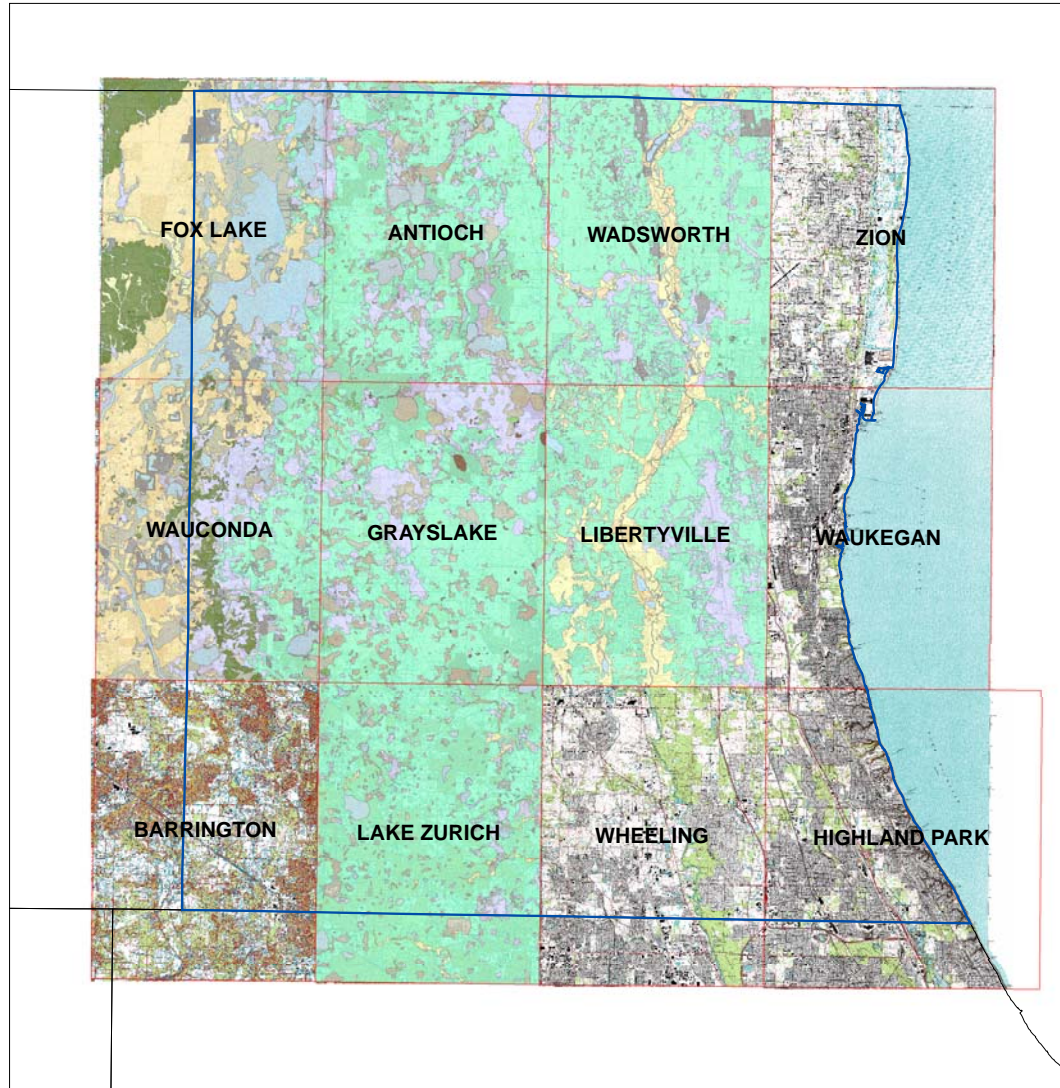 FOX LAKE
ANTIOCH
WADSWORTH
ZION
WAUCONDA
GRAYSLAKE
LIBERTYVILLE
WAUKEGAN
BARRINGTON
LAKE ZURICH
WHEELING
HIGHLAND PARK